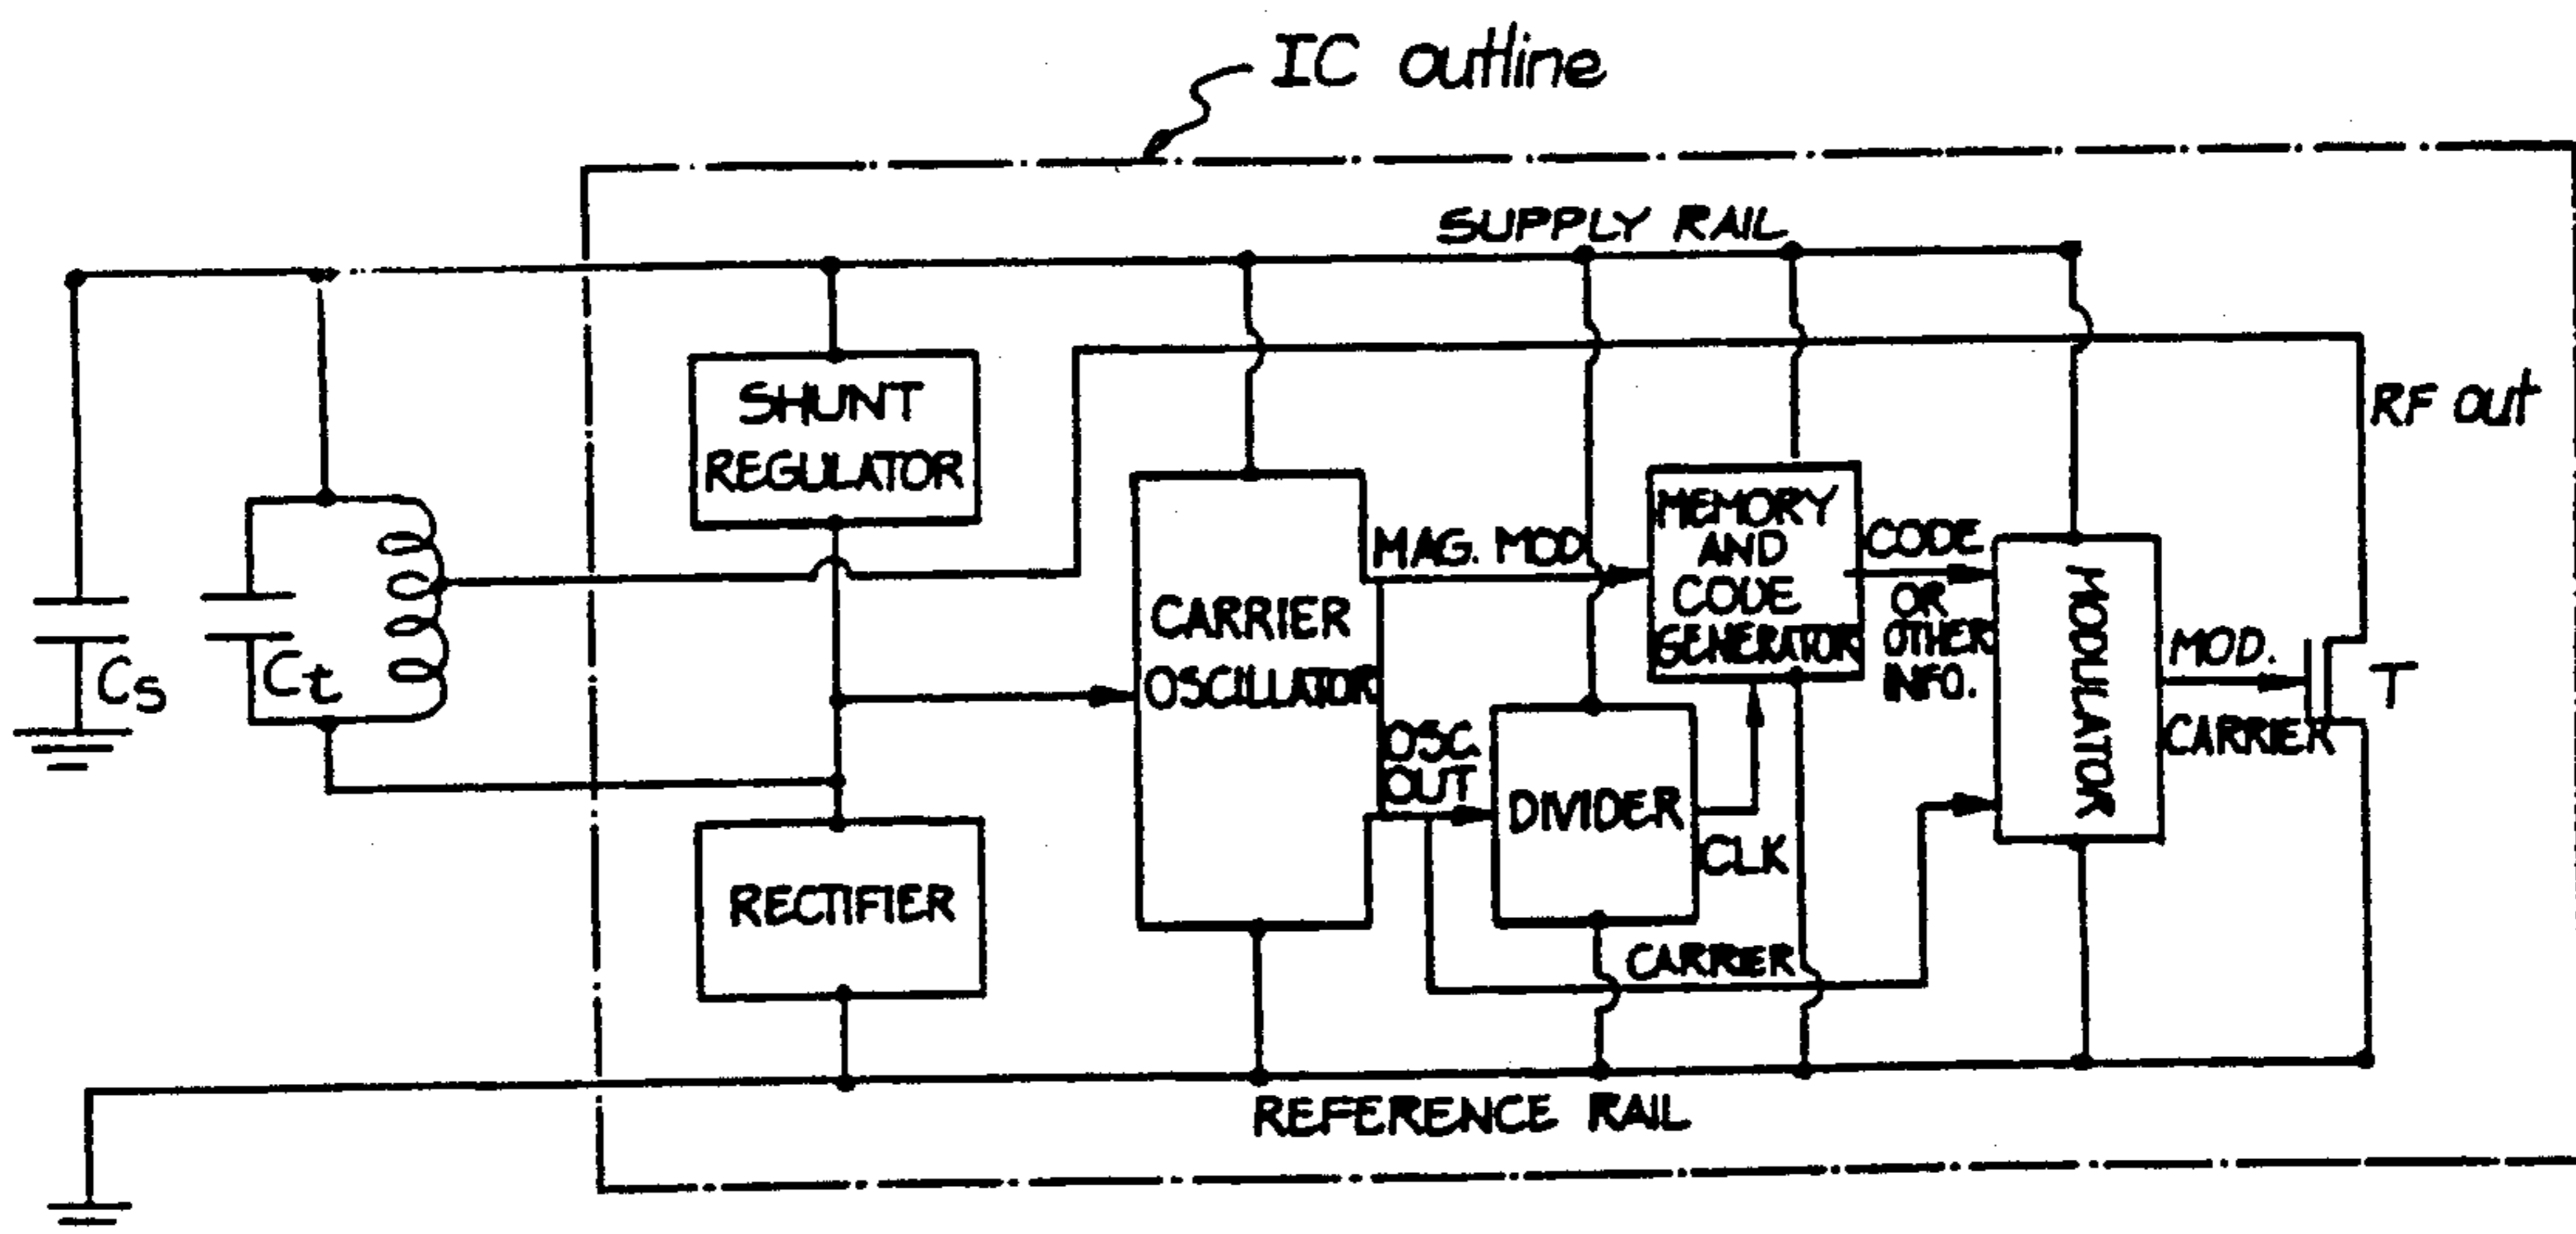 IC outline
SUPPLY RAIL
SHUNT
REGULATOR
RF out
MAG. MOD
MEMORY
AND
CODE
GENERATOR
CODE
OR
OTHER
INFO.
CARRIER
OSCILLATOR
MODULATOR
MOD.
CARRIER
T
Cs
Ct
OSC
OUT
DIVIDER
CLK
RECTIFIER
CARRIER
REFERENCE RAIL